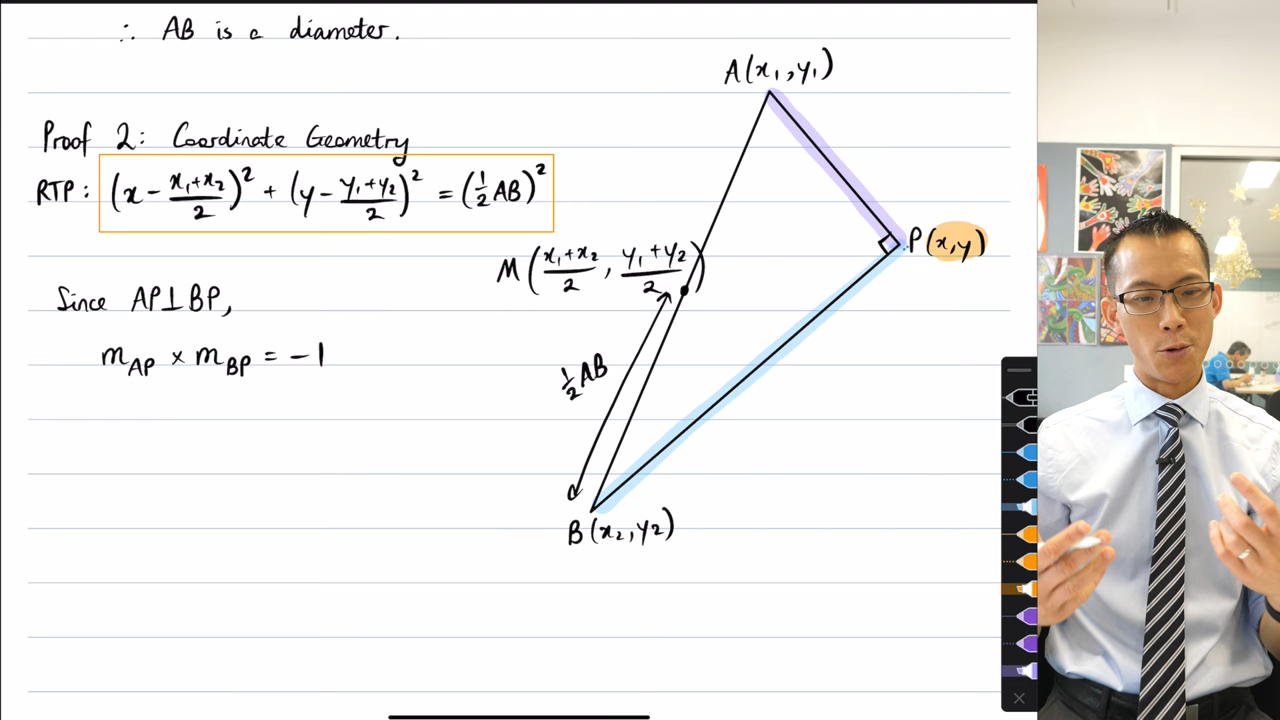 ∴ AB is a diameter.
A(x₁,y₁)
Proof 2: Coordinate Geometry
RTP: (x - (x₁+x₂)/2)² + (y - (y₁+y₂)/2)² = (½AB)²
P(x,y)
M((x₁+x₂)/2, (y₁+y₂)/2)
Since AP⊥BP,
m_AP × m_BP = -1
½AB
B(x₂,y₂)